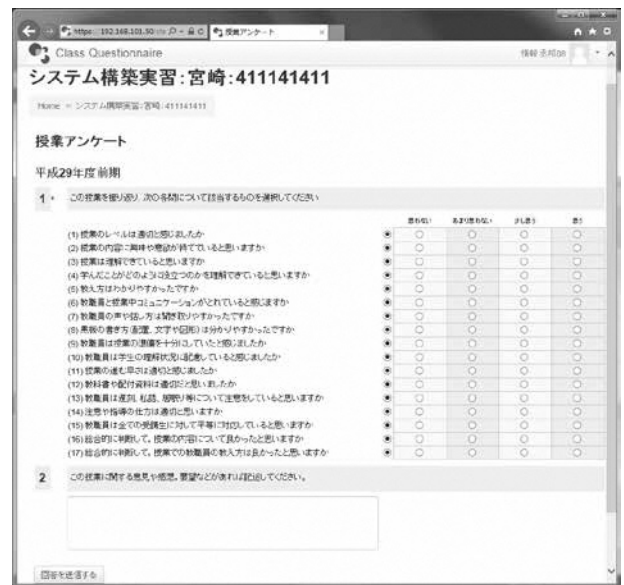 https://192.168.101.50 授業アンケート
Class Questionnaire
システム構築実習:宮崎:411141411
Home システム構築実習:宮崎:411141411
授業アンケート
平成29年度前期
1 この授業を振り返り、次の各問について該当するものを選択してください
思わない あまり思わない 少し思う 思う
(1) 授業のレベルは適切と感じましたか
(2) 授業の内容に興味や意欲が持てていると思いますか
(3) 授業は理解できていると思いますか
(4) 学んだことがどのように役立つのかを理解できていると思いますか
(5) 教え方はわかりやすかったですか
(6) 教職員と授業中コミュニケーションがとれていると感じますか
(7) 教職員の声や話し方は聞き取りやすかったですか
(8) 黒板の書き方(配置、文字や図形)は分かりやすかったですか
(9) 教職員は授業の準備を十分にしていたと感じましたか
(10) 教職員は学生の理解状況に配慮していると感じましたか
(11) 授業の進む早さは適切と感じましたか
(12) 教科書や配付資料は適切だと思いましたか
(13) 教職員は遅刻、私語、居眠り等について注意をしていると思いますか
(14) 注意や指導の仕方は適切と思いますか
(15) 教職員は全ての受講生に対して平等に対応していると思いますか
(16) 総合的に判断して、授業の内容について良かったと思いますか
(17) 総合的に判断して、授業での教職員の教え方は良かったと思いますか
2 この授業に関する意見や感想、要望などがあれば記述してください。
回答を送信する